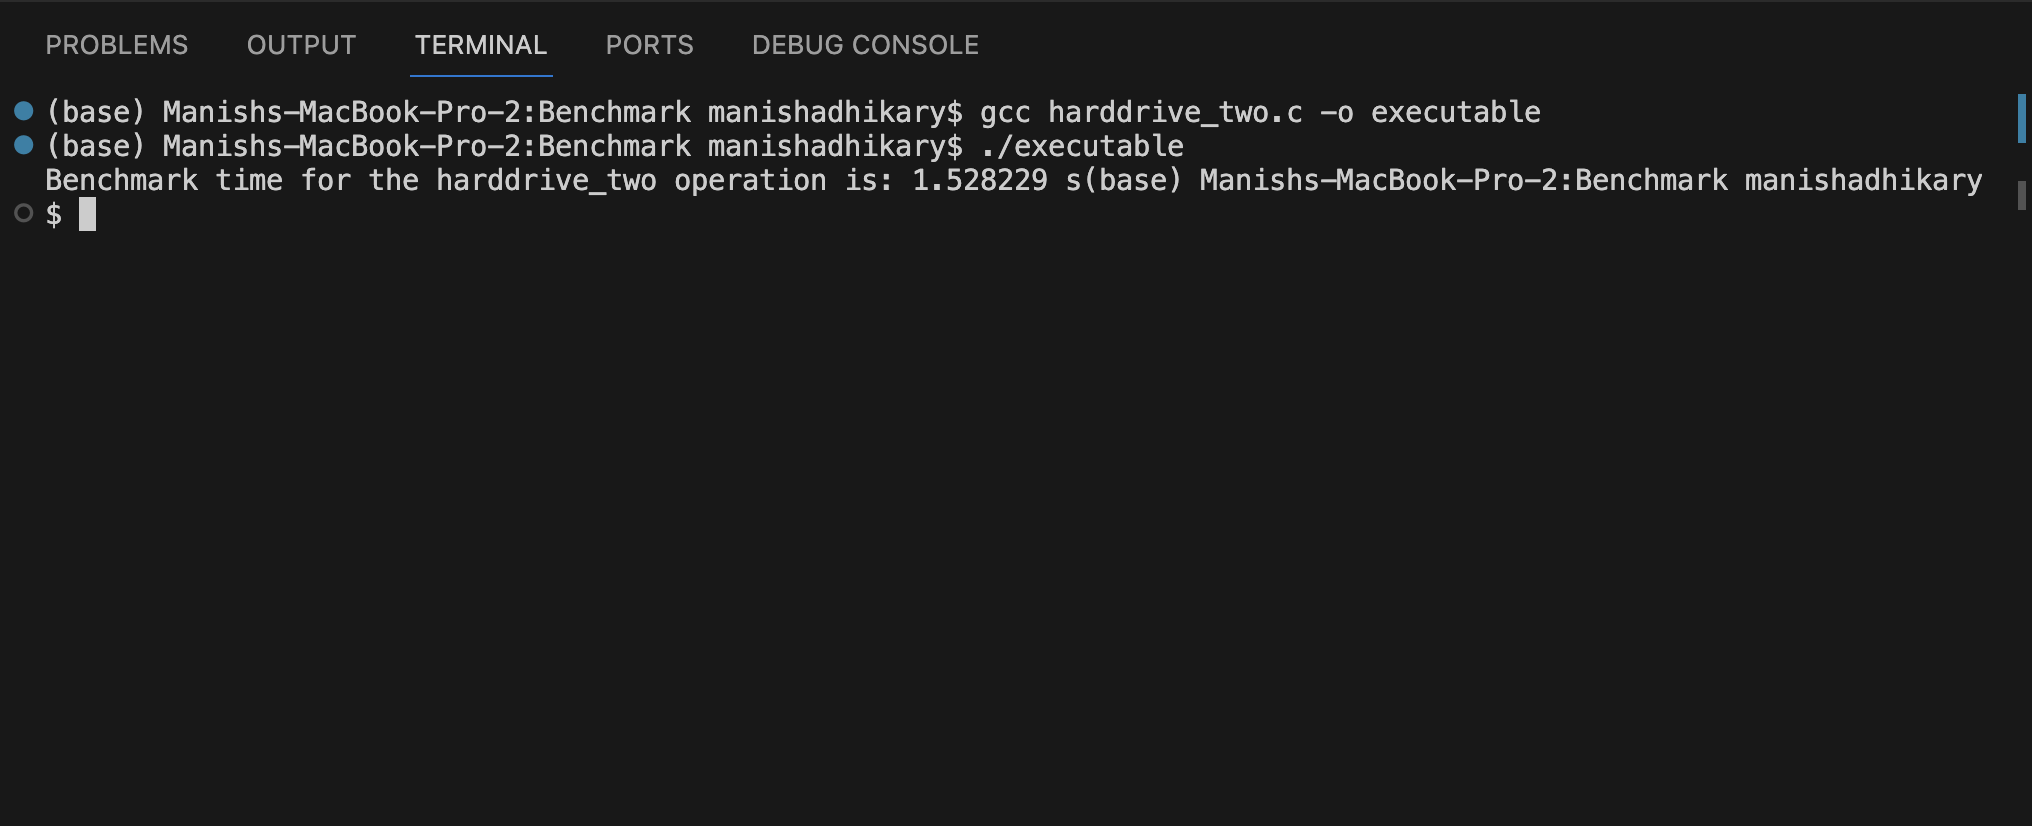 PROBLEMS OUTPUT TERMINAL PORTS DEBUG CONSOLE
(base) Manishs-MacBook-Pro-2:Benchmark manishadhikary$ gcc harddrive_two.c -o executable
(base) Manishs-MacBook-Pro-2:Benchmark manishadhikary$ ./executable
Benchmark time for the harddrive_two operation is: 1.528229 s(base) Manishs-MacBook-Pro-2:Benchmark manishadhikary
$